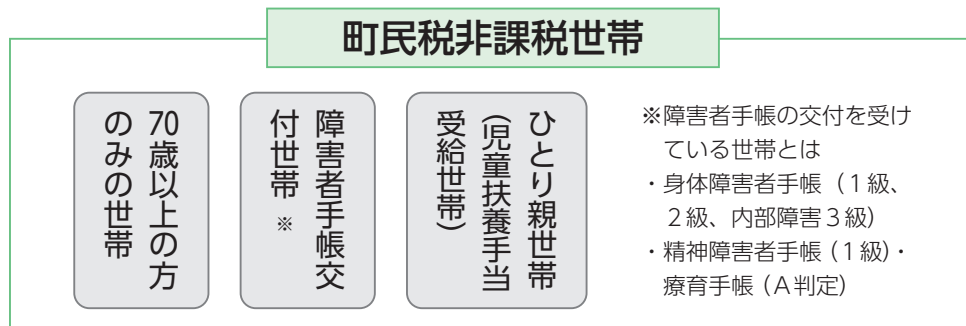 町民税非課税世帯
70歳以上の方
のみの世帯
障害者手帳交
付世帯 ※
ひとり親世帯
(児童扶養手当
受給世帯)
※障害者手帳の交付を受け
ている世帯とは
・身体障害者手帳（１級、
２級、内部障害３級）
・精神障害者手帳（１級）・
療育手帳（Ａ判定）